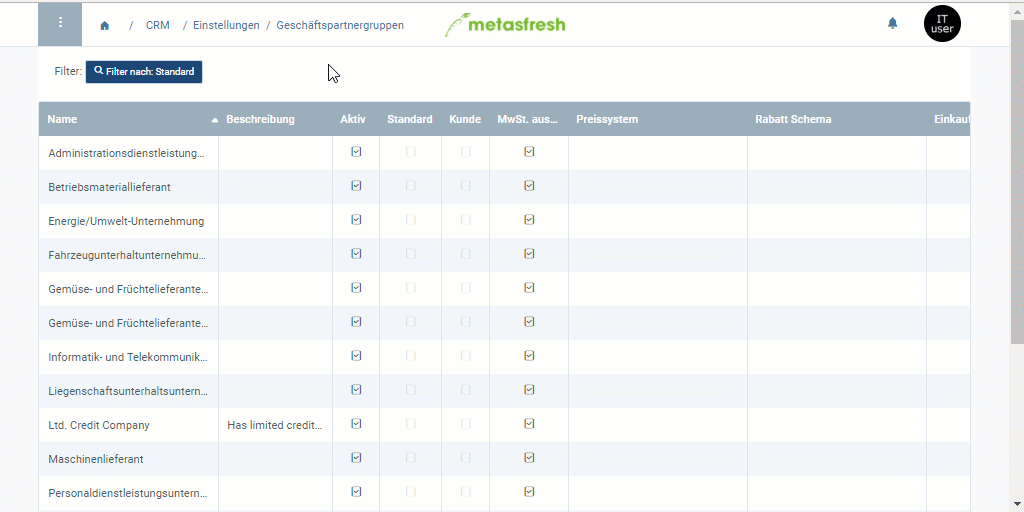 CRM / Einstellungen / Geschäftspartnergruppen
metasfresh
IT user
Filter: Filter nach: Standard
Name Beschreibung Aktiv Standard Kunde MwSt. aus... Preissystem Rabatt Schema Einkauf
Administrationsdienstleistung...
Betriebsmateriallieferant
Energie/Umwelt-Unternehmung
Fahrzeugunterhaltunternehmu...
Gemüse- und Früchtelieferante...
Gemüse- und Früchtelieferante...
Informatik- und Telekommunik...
Liegenschaftsunterhaltsuntern...
Ltd. Credit Company Has limited credit...
Maschinenlieferant
Personaldienstleistungsuntern...